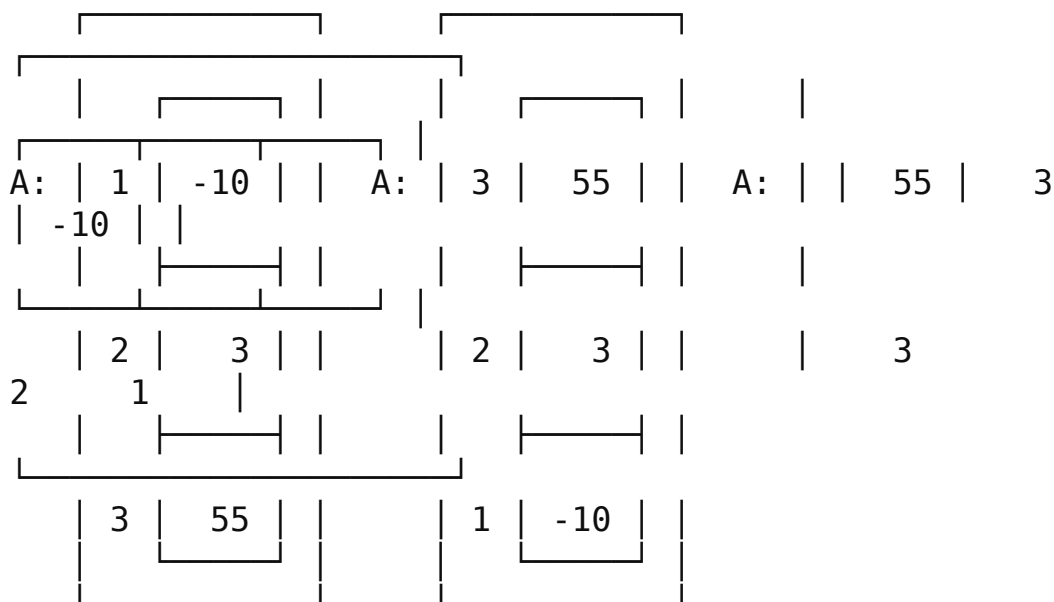 A: | 1 | -10 | | A: | 3 | 55 | | A: | | 55 | 3
| -10 | |
| 2 | 3 | | | 2 | 3 | | | 3
2 1 |
| 3 | 55 | | | 1 | -10 | |